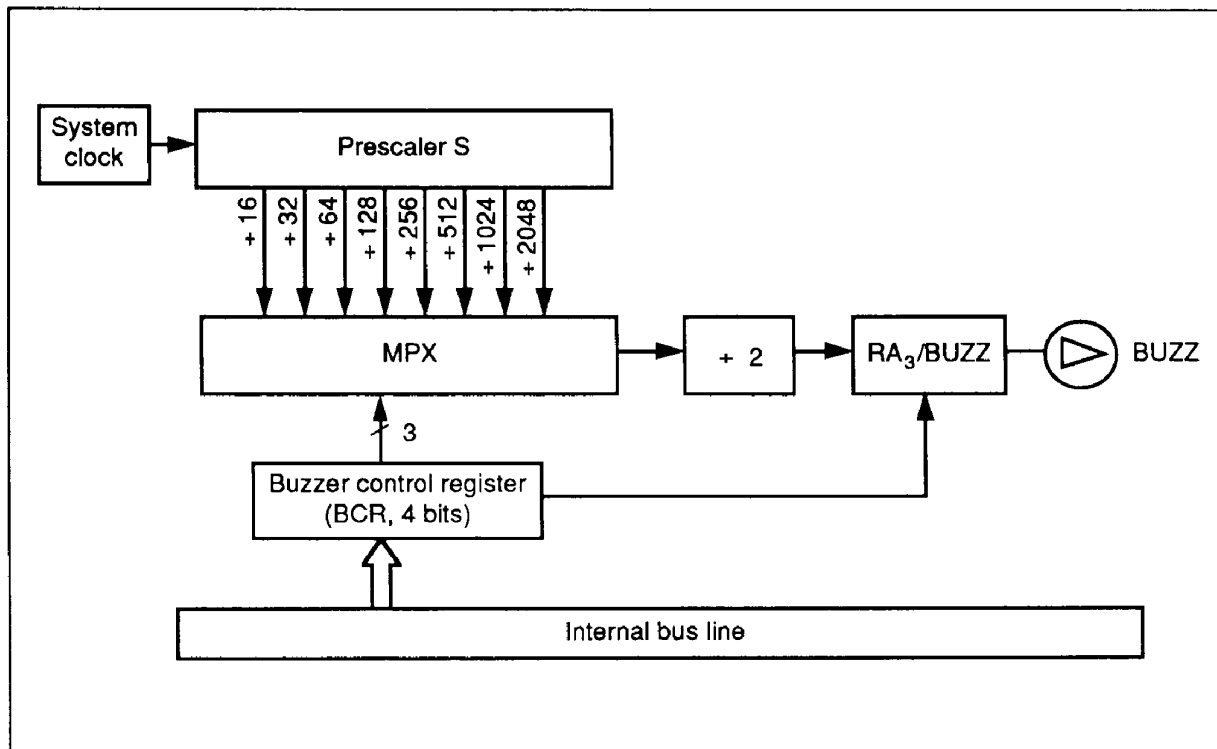 System
clock
Prescaler S
÷ 16
÷ 32
÷ 64
÷ 128
÷ 256
÷ 512
÷ 1024
÷ 2048
MPX
÷ 2
RA₃/BUZZ
BUZZ
3
Buzzer control register
(BCR, 4 bits)
Internal bus line